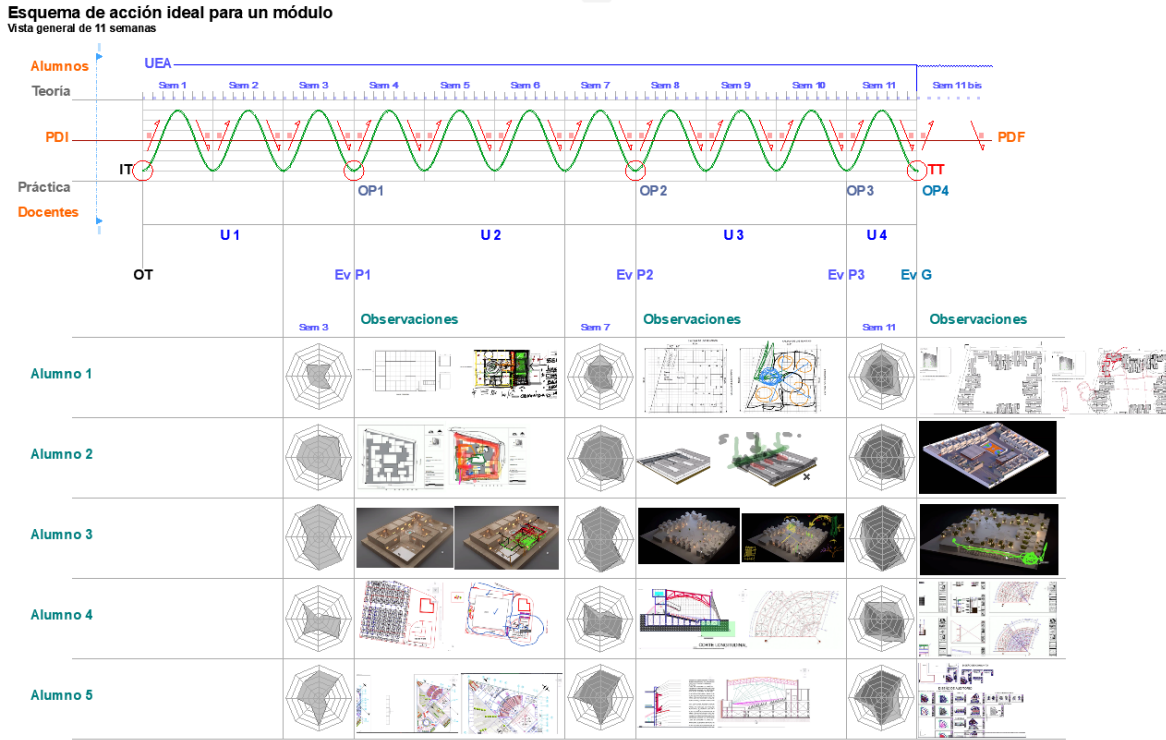 Esquema de acción ideal para un módulo
Vista general de 11 semanas
Alumnos
UEA
Teoría
Sem 1 Sem 2 Sem 3 Sem 4 Sem 5 Sem 6 Sem 7 Sem 8 Sem 9 Sem 10 Sem 11 Sem 11 bis
PDI
PDF
IT
TT
Práctica
OP1 OP2 OP3 OP4
Docentes
U 1 U 2 U 3 U 4
OT Ev P1 Ev P2 Ev P3 Ev G
Observaciones Observaciones Observaciones
Sem 3 Sem 7 Sem 11
Alumno 1
Alumno 2
Alumno 3
Alumno 4
Alumno 5